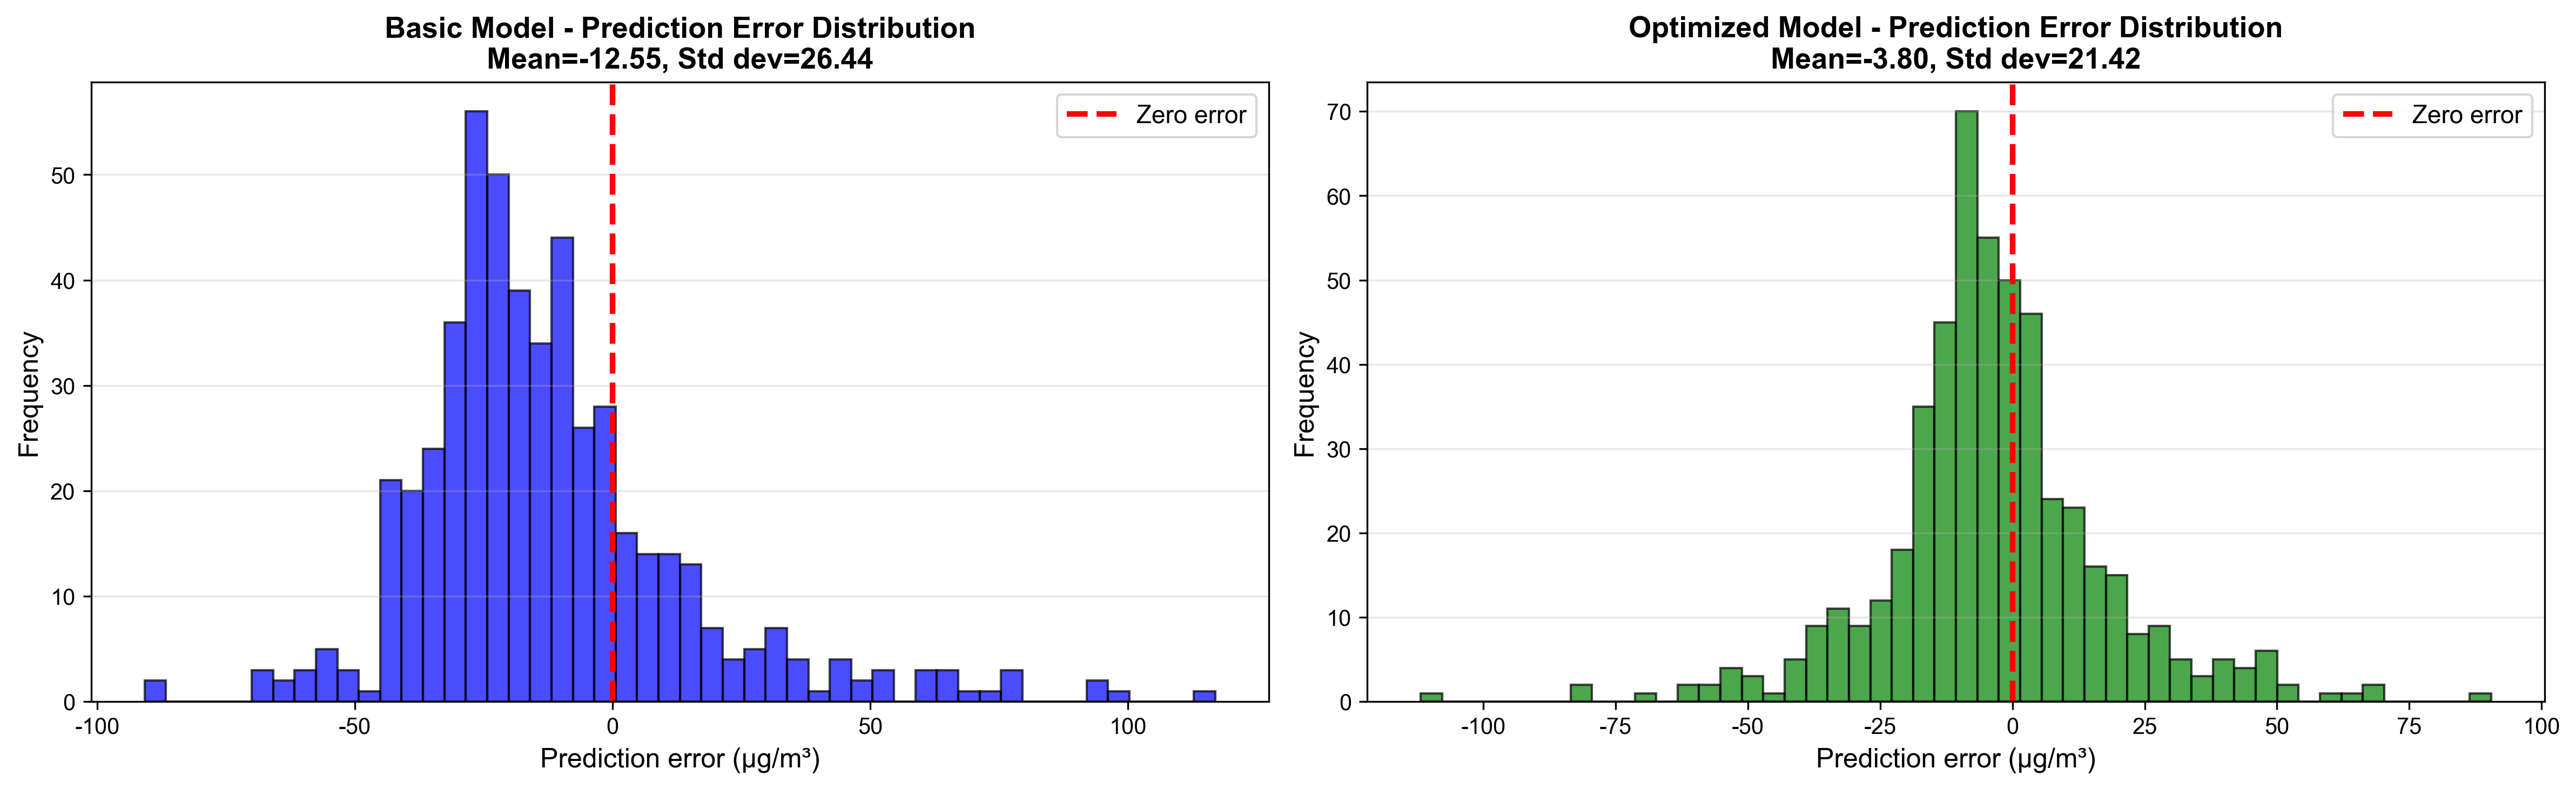 Basic Model - Prediction Error Distribution
Mean=-12.55, Std dev=26.44
Zero error
Frequency
50
40
30
20
10
0
-100
-50
0
50
100
Prediction error (µg/m³)
Optimized Model - Prediction Error Distribution
Mean=-3.80, Std dev=21.42
Zero error
Frequency
70
60
50
40
30
20
10
0
-100
-75
-50
-25
0
25
50
75
100
Prediction error (µg/m³)